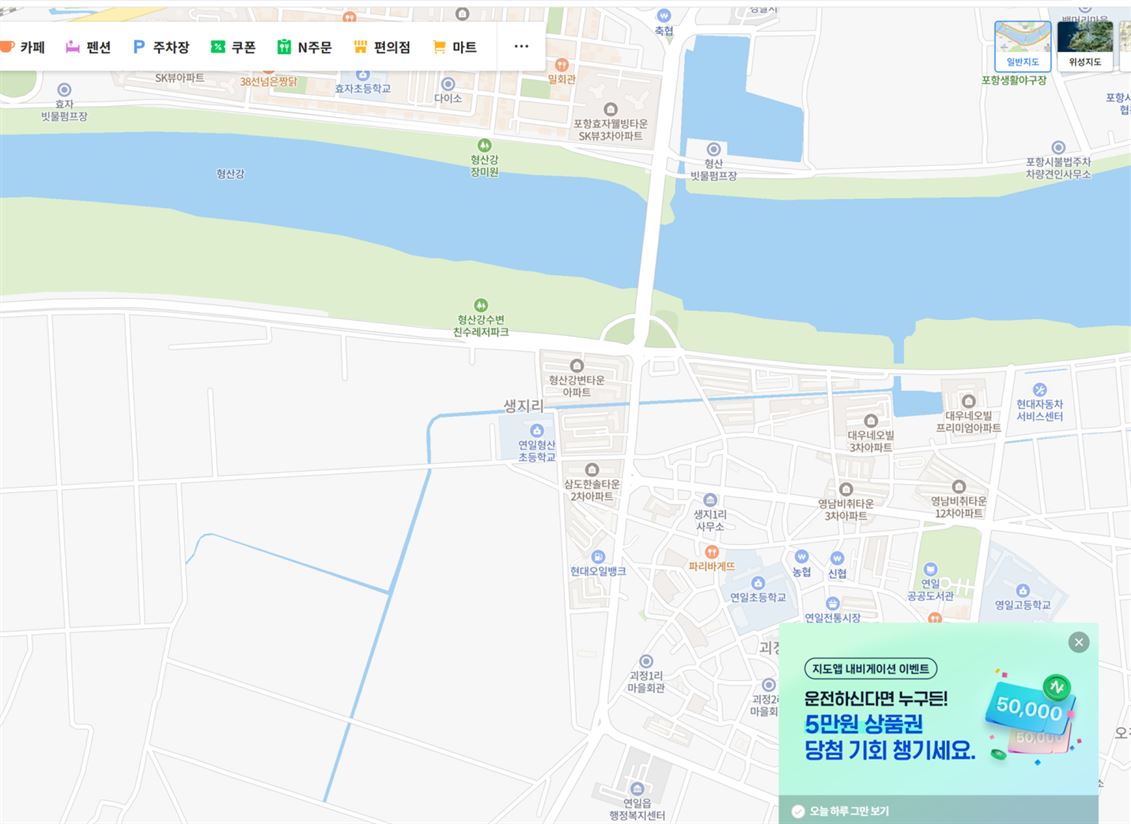 축협
카페
펜션
주차장
쿠폰
N주문
편의점
마트
일반지도
위성지도
포항생활야구장
SK뷰아파트
38선넘은짬뽕닭
효자초등학교
다이소
밀회관
효자
빗물펌프장
포항효자웰빙타운
SK뷰3차아파트
형산강
장미원
형산
빗물펌프장
포항시불법주차
차량견인사무소
형산강
형산강수변
친수레저파크
형산강변타운
아파트
생지리
연일형산
초등학교
대우네오빌
3차아파트
대우네오빌
프리미엄아파트
현대자동차
서비스센터
삼도한솔타운
2차아파트
생지1리
사무소
영남비취타운
3차아파트
영남비취타운
12차아파트
현대오일뱅크
파리바게뜨
농협
신협
연일
공공도서관
연일초등학교
연일전통시장
영일고등학교
괴정1리
마을회관
연일읍
행정복지센터
지도앱 내비게이션 이벤트
운전하신다면 누구든!
5만원 상품권
당첨 기회 챙기세요.
50,000
50,000
오늘 하루 그만 보기